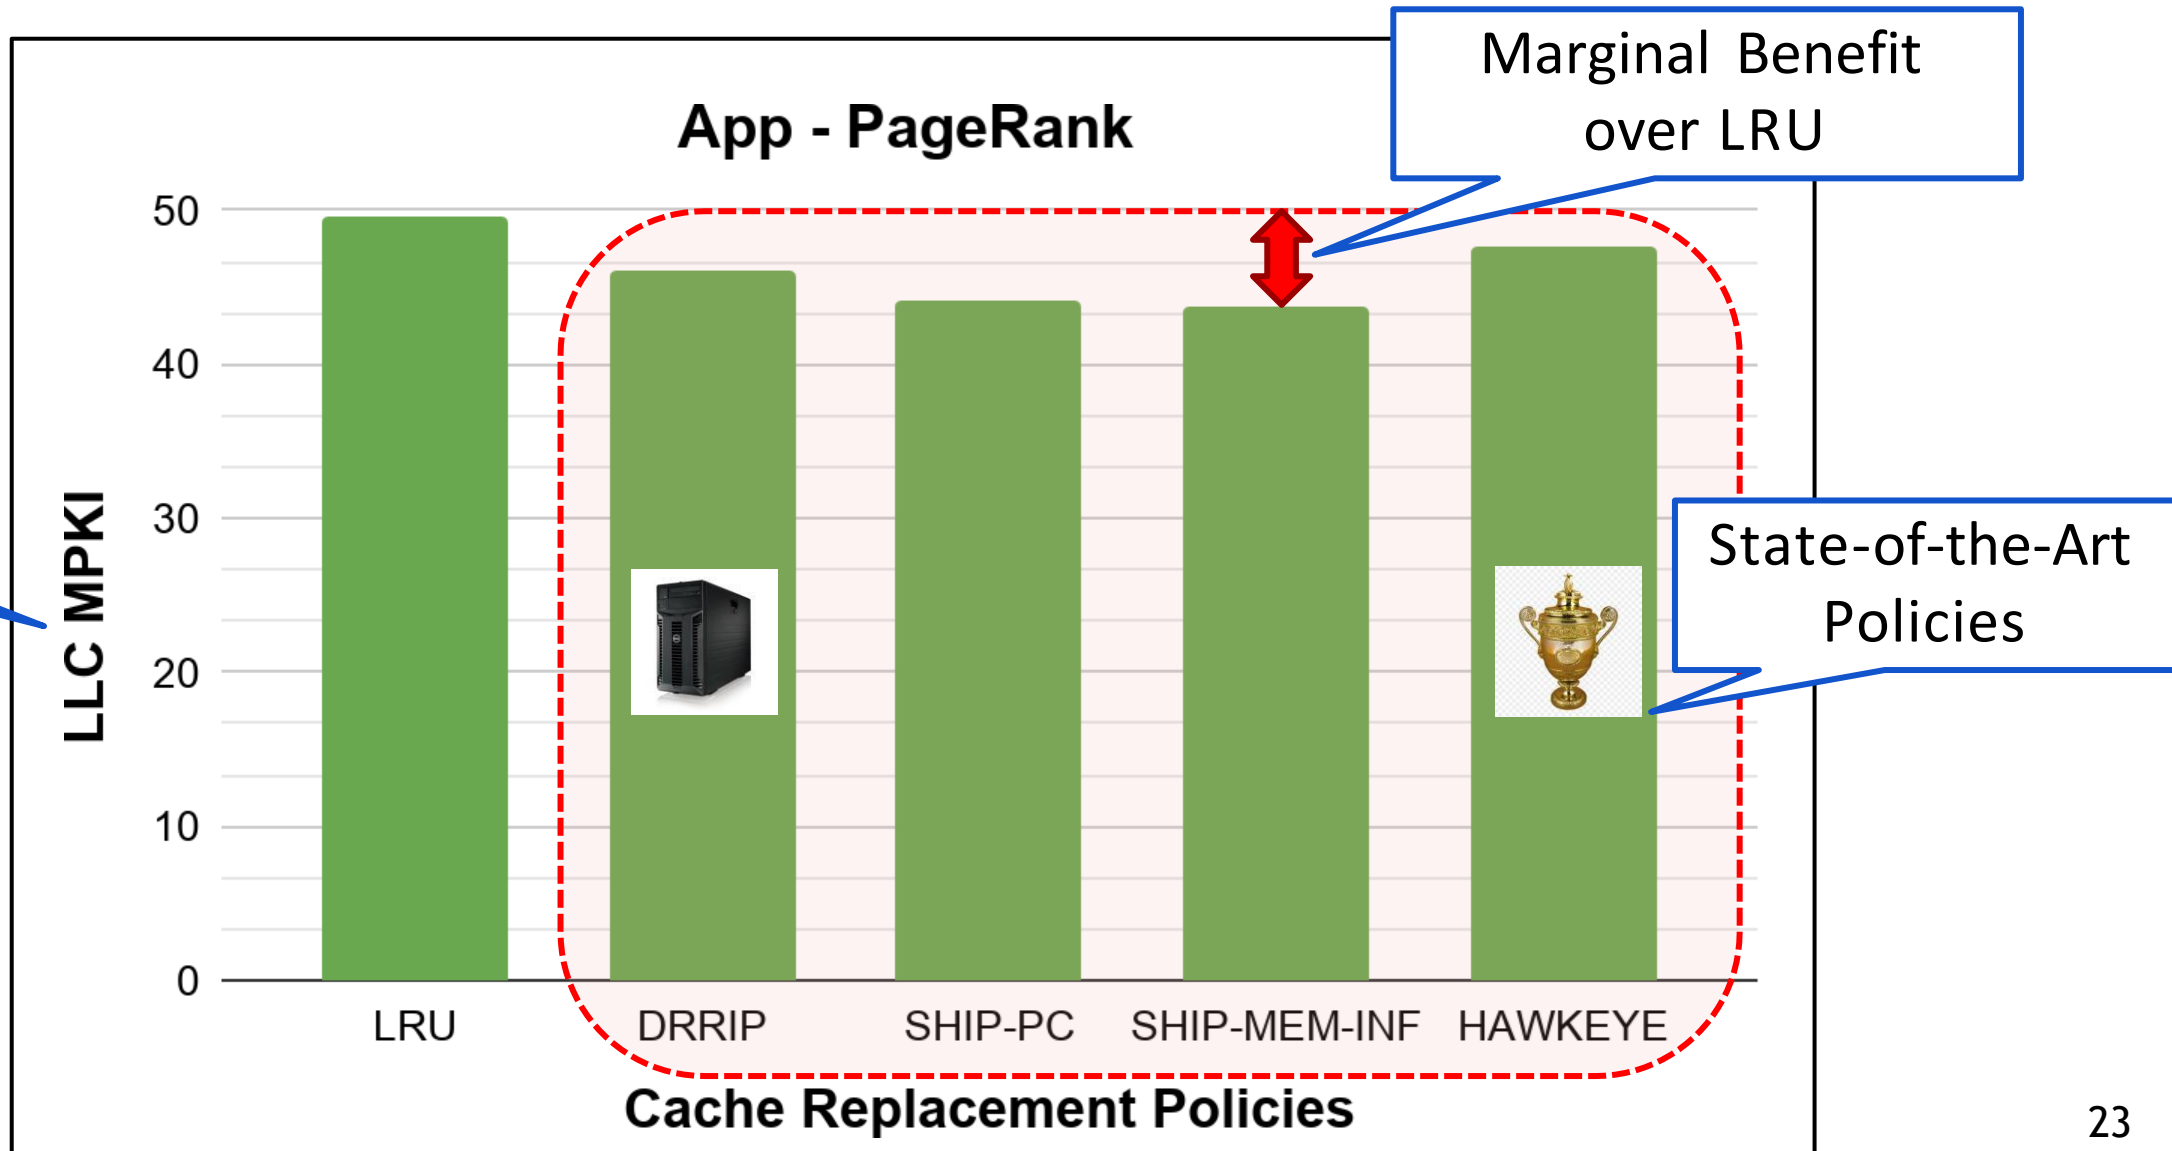 Marginal Benefit
over LRU
App - PageRank
50
40
30
20
10
0
LLC MPKI
State-of-the-Art
Policies
LRU
DRRIP
SHIP-PC
SHIP-MEM-INF
HAWKEYE
Cache Replacement Policies
23